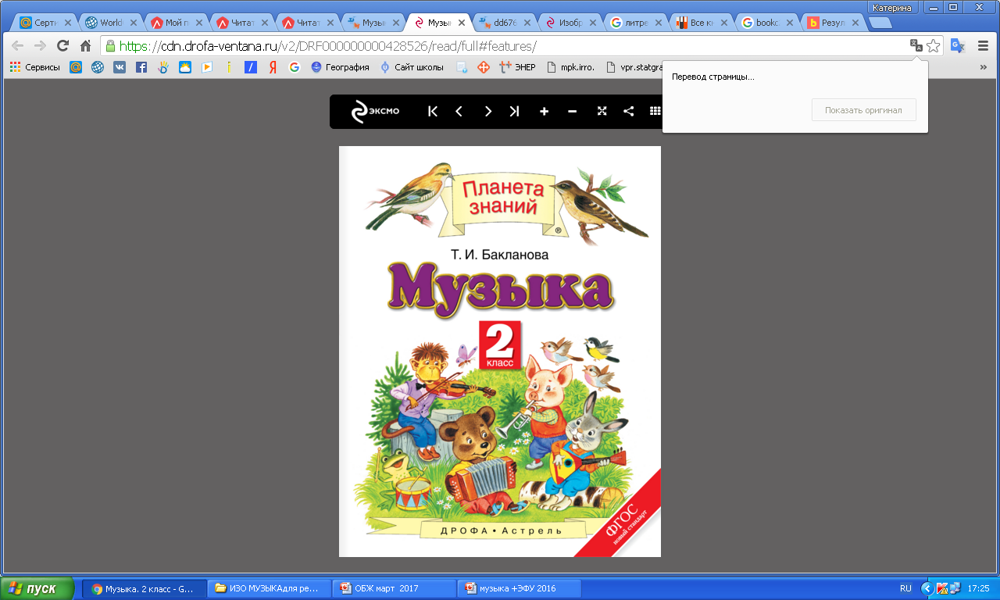 Катерина
Серти
World
Мой п
Читат
Читат
Музык
Музы
dd676
Изобр
литре
Все кн
bookc
Резул
https://cdn.drofa-ventana.ru/v2/DRF000000000428526/read/full#features/
Сервисы
География
Сайт школы
ЭНЕР
mpk.irro.
vpr.statgra
»
Перевод страницы...
Показать оригинал
ЭКСМО
Планета
знаний
®
Т. И. Бакланова
Музыка
2
класс
ФГОС
новый стандарт
ДРОФА • Астрель
пуск
Музыка. 2 класс - G...
ИЗО МУЗЫКАдля ре...
ОБЖ март 2017
музыка +ЭФУ 2016
RU
17:25